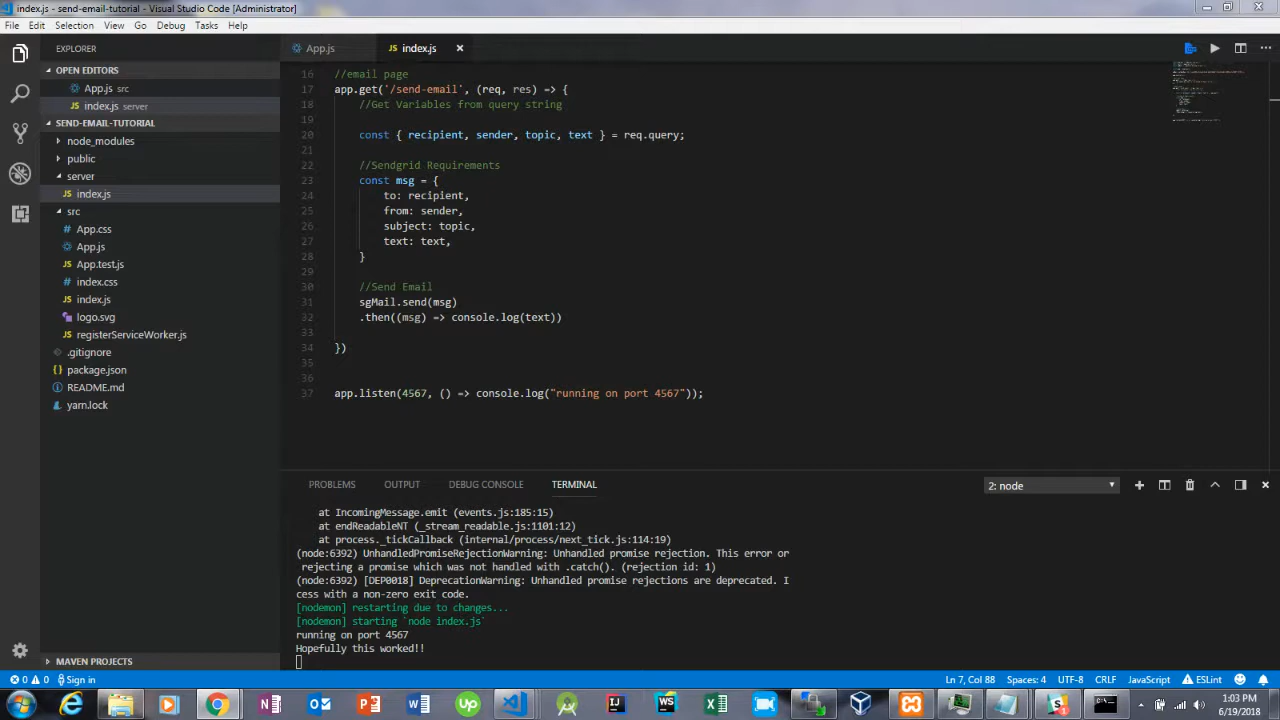 index.js - send-email-tutorial - Visual Studio Code [Administrator]
File Edit Selection View Go Debug Tasks Help
EXPLORER
OPEN EDITORS
App.js src
index.js server
SEND-EMAIL-TUTORIAL
node_modules
public
server
JS index.js
src
App.css
App.js
JS App.test.js
index.css
JS index.js
logo.svg
JS registerServiceWorker.js
.gitignore
{} package.json
README.md
yarn.lock
MAVEN PROJECTS
App.js JS index.js
16 //email page
17 app.get('/send-email', (req, res) => {
18 //Get Variables from query string
19
20 const { recipient, sender, topic, text } = req.query;
21
22 //Sendgrid Requirements
23 const msg = {
24 to: recipient,
25 from: sender,
26 subject: topic,
27 text: text,
28 }
29
30 //Send Email
31 sgMail.send(msg)
32 .then((msg) => console.log(text))
33
34 })
35
36
37 app.listen(4567, () => console.log("running on port 4567"));
PROBLEMS OUTPUT DEBUG CONSOLE TERMINAL 2: node
at IncomingMessage.emit (events.js:185:15)
at endReadableNT (_stream_readable.js:1101:12)
at process._tickCallback (internal/process/next_tick.js:114:19)
(node:6392) UnhandledPromiseRejectionWarning: Unhandled promise rejection. This error or
rejecting a promise which was not handled with .catch(). (rejection id: 1)
(node:6392) [DEP0018] DeprecationWarning: Unhandled promise rejections are deprecated. I
cess with a non-zero exit code.
[nodemon] restarting due to changes...
[nodemon] starting `node index.js`
running on port 4567
Hopefully this worked!!
0 0 Sign in Ln 7, Col 88 Spaces: 4 UTF-8 CRLF JavaScript ESLint
1:03 PM
6/19/2018